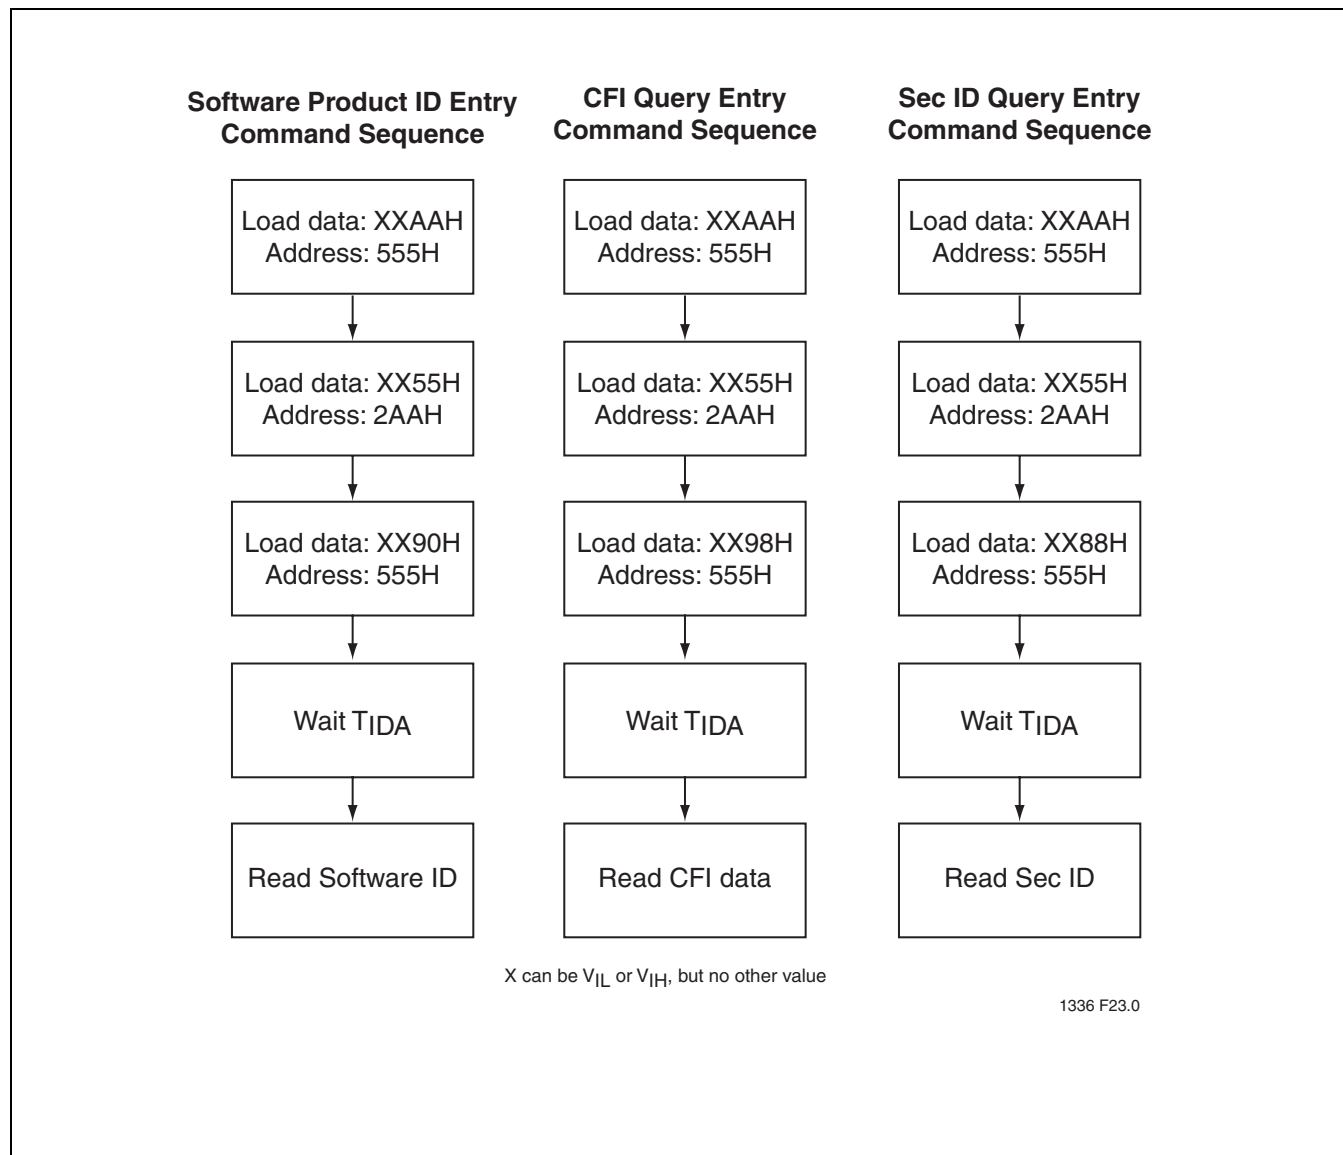 Software Product ID Entry
Command Sequence
Load data: XXAAH
Address: 555H
Load data: XX55H
Address: 2AAH
Load data: XX90H
Address: 555H
Wait TIDA
Read Software ID
CFI Query Entry
Command Sequence
Load data: XXAAH
Address: 555H
Load data: XX55H
Address: 2AAH
Load data: XX98H
Address: 555H
Wait TIDA
Read CFI data
Sec ID Query Entry
Command Sequence
Load data: XXAAH
Address: 555H
Load data: XX55H
Address: 2AAH
Load data: XX88H
Address: 555H
Wait TIDA
Read Sec ID
X can be VIL or VIH, but no other value
1336 F23.0